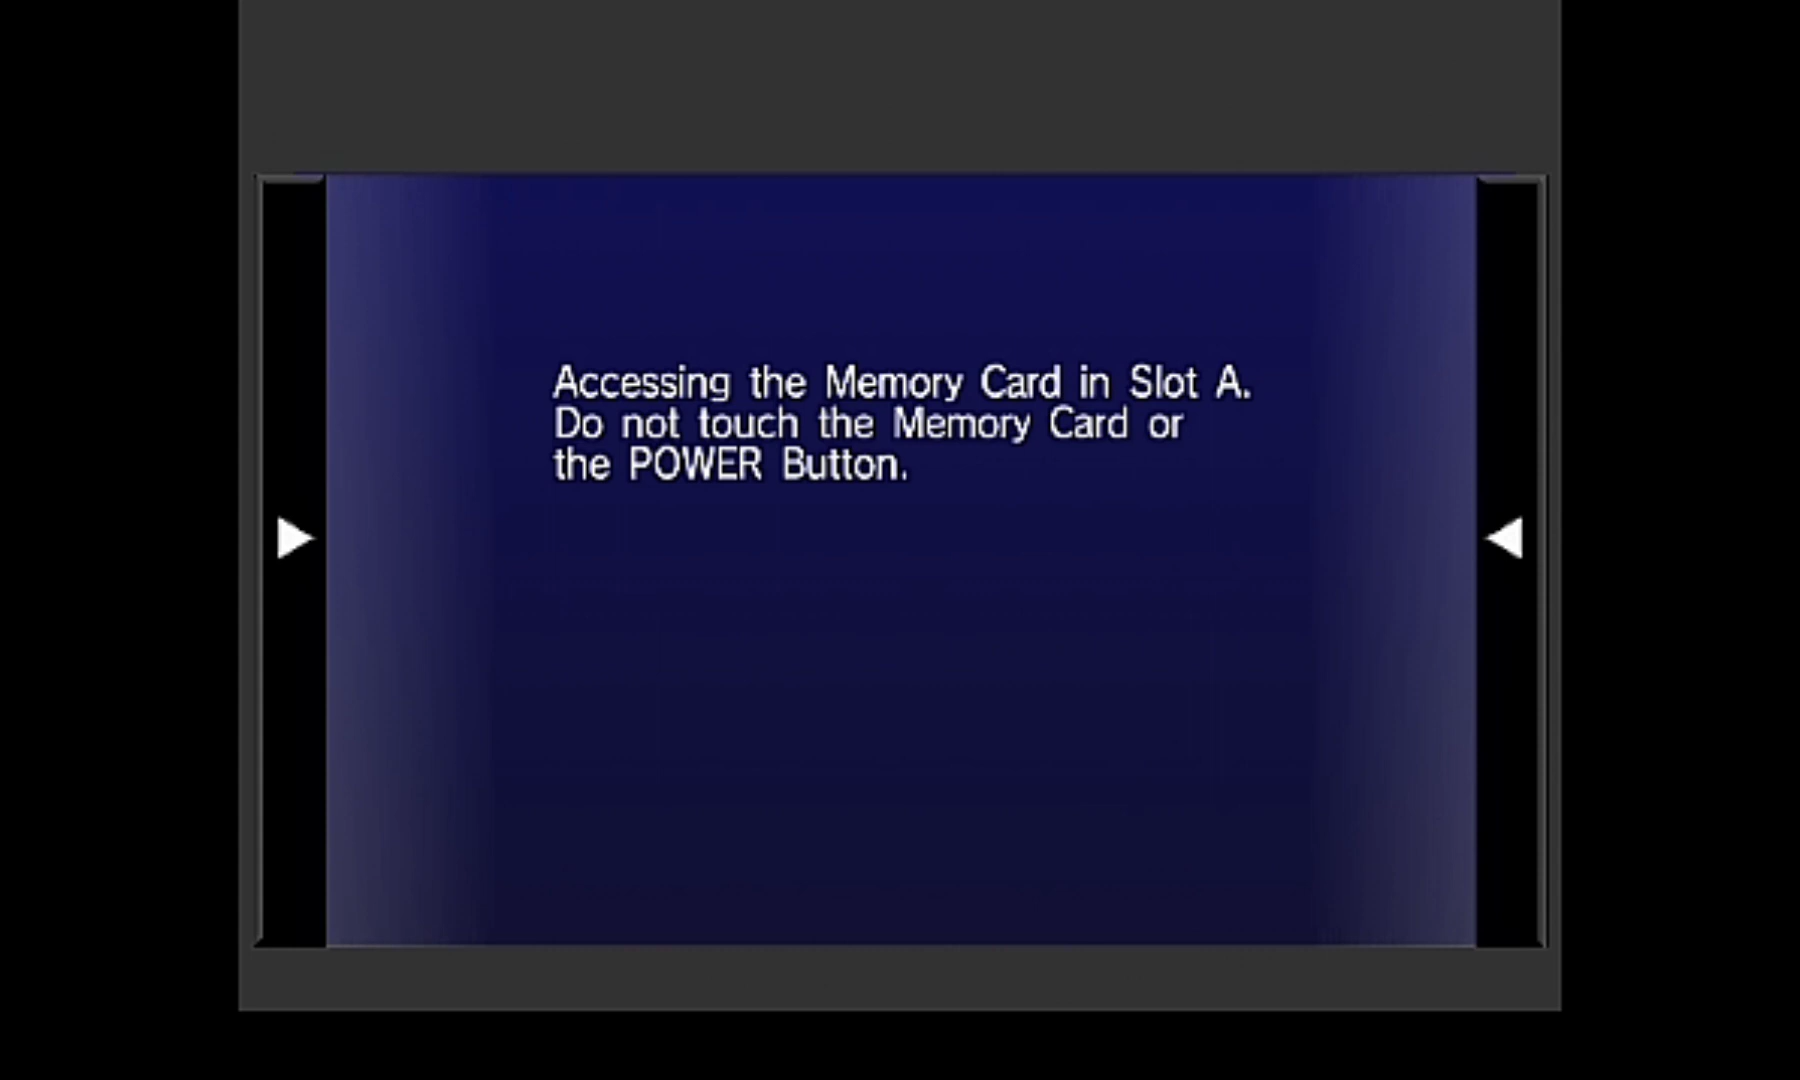 Accessing the Memory Card in Slot A.
Do not touch the Memory Card or
the POWER Button.